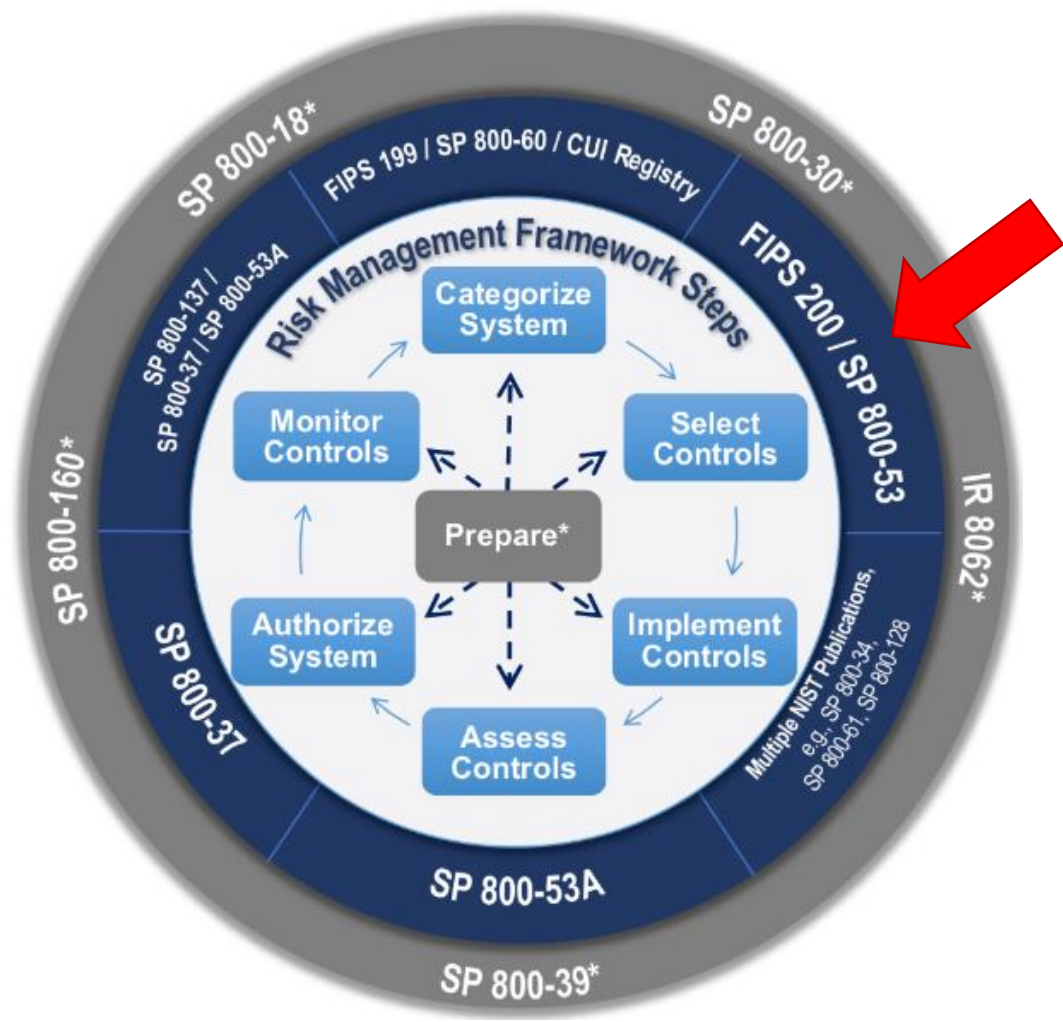 SP 800-18*
SP 800-30*
IR 8062*
SP 800-39*
SP 800-160*
FIPS 199 / SP 800-60 / CUI Registry
FIPS 200 / SP 800-53
Multiple NIST Publications,
e.g., SP 800-34,
SP 800-61, SP 800-128
SP 800-53A
SP 800-37
SP 800-137 /
SP 800-37 / SP 800-53A
Risk Management Framework Steps
Categorize
System
Select
Controls
Implement
Controls
Assess
Controls
Authorize
System
Monitor
Controls
Prepare*